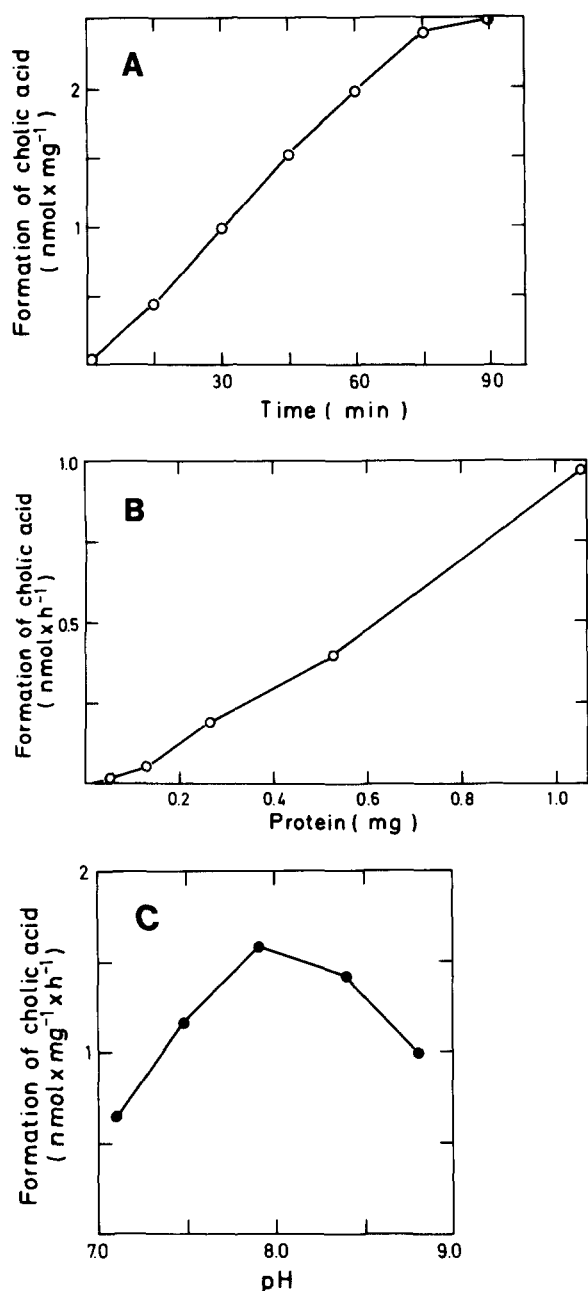 A
Formation of cholic acid
( nmol x mg⁻¹ )
2
1
30 60 90
Time ( min )
B
Formation of cholic acid
( nmol x h⁻¹ )
1.0
0.5
0.2 0.4 0.6 0.8 1.0
Protein ( mg )
C
Formation of cholic acid
( nmol x mg⁻¹ x h⁻¹ )
2
1
7.0 8.0 9.0
pH